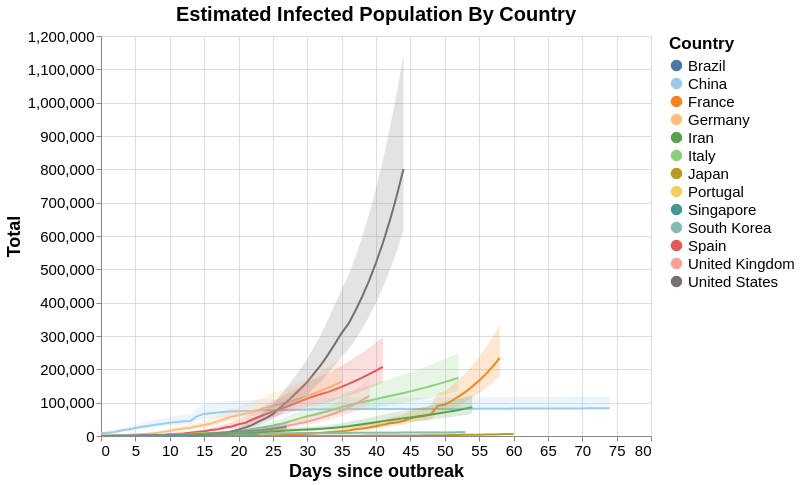 Estimated Infected Population By Country
1,200,000
1,100,000
1,000,000
900,000
800,000
700,000
600,000
500,000
400,000
300,000
200,000
100,000
0
Total
0 5 10 15 20 25 30 35 40 45 50 55 60 65 70 75 80
Days since outbreak
Country
Brazil
China
France
Germany
Iran
Italy
Japan
Portugal
Singapore
South Korea
Spain
United Kingdom
United States